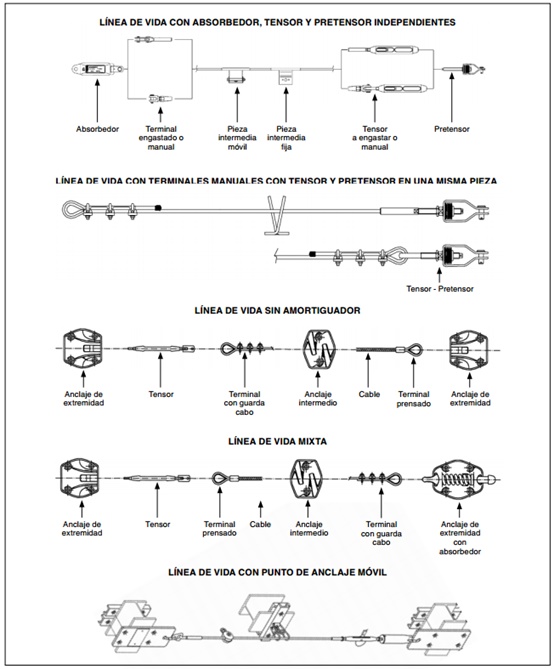 LÍNEA DE VIDA CON ABSORBEDOR, TENSOR Y PRETENSOR INDEPENDIENTES
Absorbedor
Terminal
engastado o
manual
Pieza
intermedia
móvil
Pieza
intermedia
fija
Tensor
a engastar o
manual
Pretensor
LÍNEA DE VIDA CON TERMINALES MANUALES CON TENSOR Y PRETENSOR EN UNA MISMA PIEZA
Tensor - Pretensor
LÍNEA DE VIDA SIN AMORTIGUADOR
Anclaje de
extremidad
Tensor
Terminal
con guarda
cabo
Anclaje
intermedio
Cable
Terminal
prensado
Anclaje de
extremidad
LÍNEA DE VIDA MIXTA
Anclaje de
extremidad
Tensor
Terminal
prensado
Cable
Anclaje
intermedio
Terminal
con guarda
cabo
Anclaje de
extremidad
con
absorbedor
LÍNEA DE VIDA CON PUNTO DE ANCLAJE MÓVIL